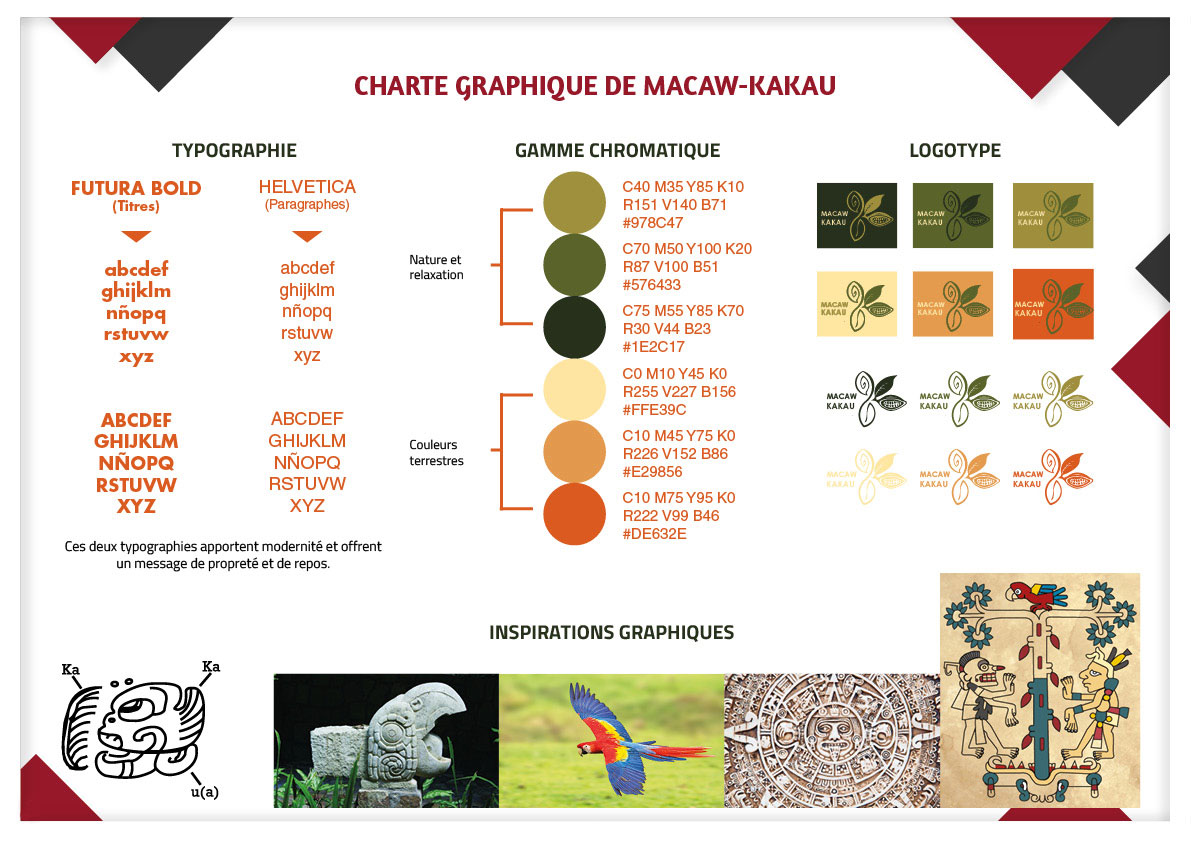 CHARTE GRAPHIQUE DE MACAW-KAKAU
TYPOGRAPHIE
FUTURA BOLD
(Titres)
abcdef
ghijklm
nñopq
rstuvw
xyz
ABCDEF
GHIJKLM
NÑOPQ
RSTUVW
XYZ
HELVETICA
(Paragraphes)
abcdef
ghijklm
nñopq
rstuvw
xyz
ABCDEF
GHIJKLM
NÑOPQ
RSTUVW
XYZ
Ces deux typographies apportent modernité et offrent
un message de propreté et de repos.
GAMME CHROMATIQUE
Nature et
relaxation
C40 M35 Y85 K10
R151 V140 B71
#978C47
C70 M50 Y100 K20
R87 V100 B51
#576433
C75 M55 Y85 K70
R30 V44 B23
#1E2C17
Couleurs
terrestres
C0 M10 Y45 K0
R255 V227 B156
#FFE39C
C10 M45 Y75 K0
R226 V152 B86
#E29856
C10 M75 Y95 K0
R222 V99 B46
#DE632E
LOGOTYPE
MACAW
KAKAU
MACAW
KAKAU
MACAW
KAKAU
MACAW
KAKAU
MACAW
KAKAU
MACAW
KAKAU
MACAW
KAKAU
MACAW
KAKAU
MACAW
KAKAU
MACAW
KAKAU
MACAW
KAKAU
MACAW
KAKAU
INSPIRATIONS GRAPHIQUES
Ka
Ka
u(a)